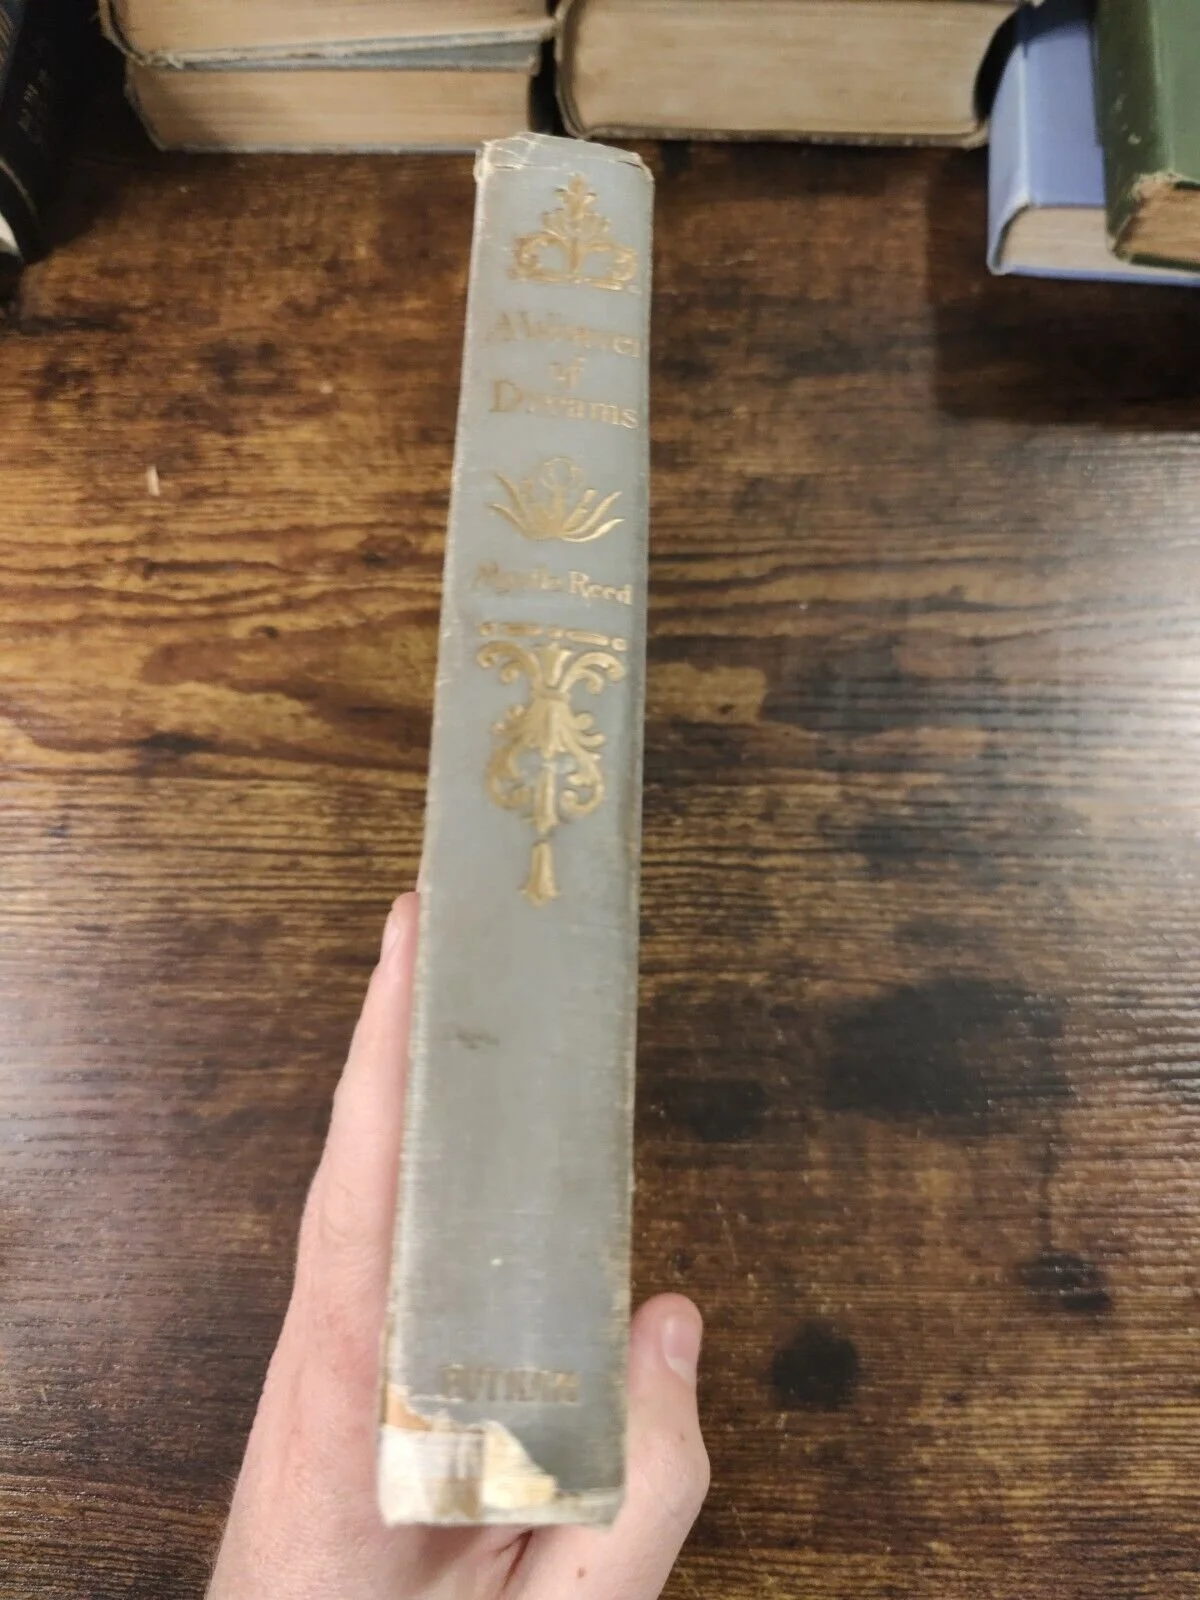 A Weaver
of
Dreams
Myrtle Reed
PUTNAM